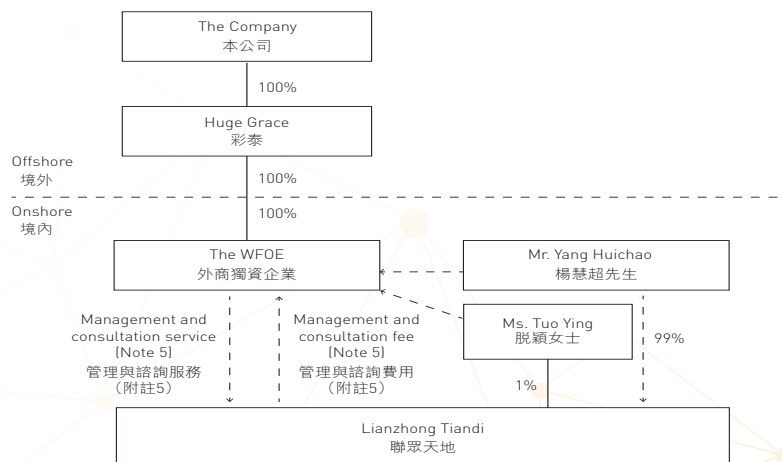 The Company
本公司
100%
Huge Grace
彩泰
Offshore
境外
100%
Onshore
境內
100%
The WFOE
外商獨資企業
Mr. Yang Huichao
楊慧超先生
Management and
consultation service
(Note 5)
管理與諮詢服務
（附註5）
Management and
consultation fee
(Note 5)
管理與諮詢費用
（附註5）
Ms. Tuo Ying
脱穎女士
99%
1%
Lianzhong Tiandi
聯眾天地